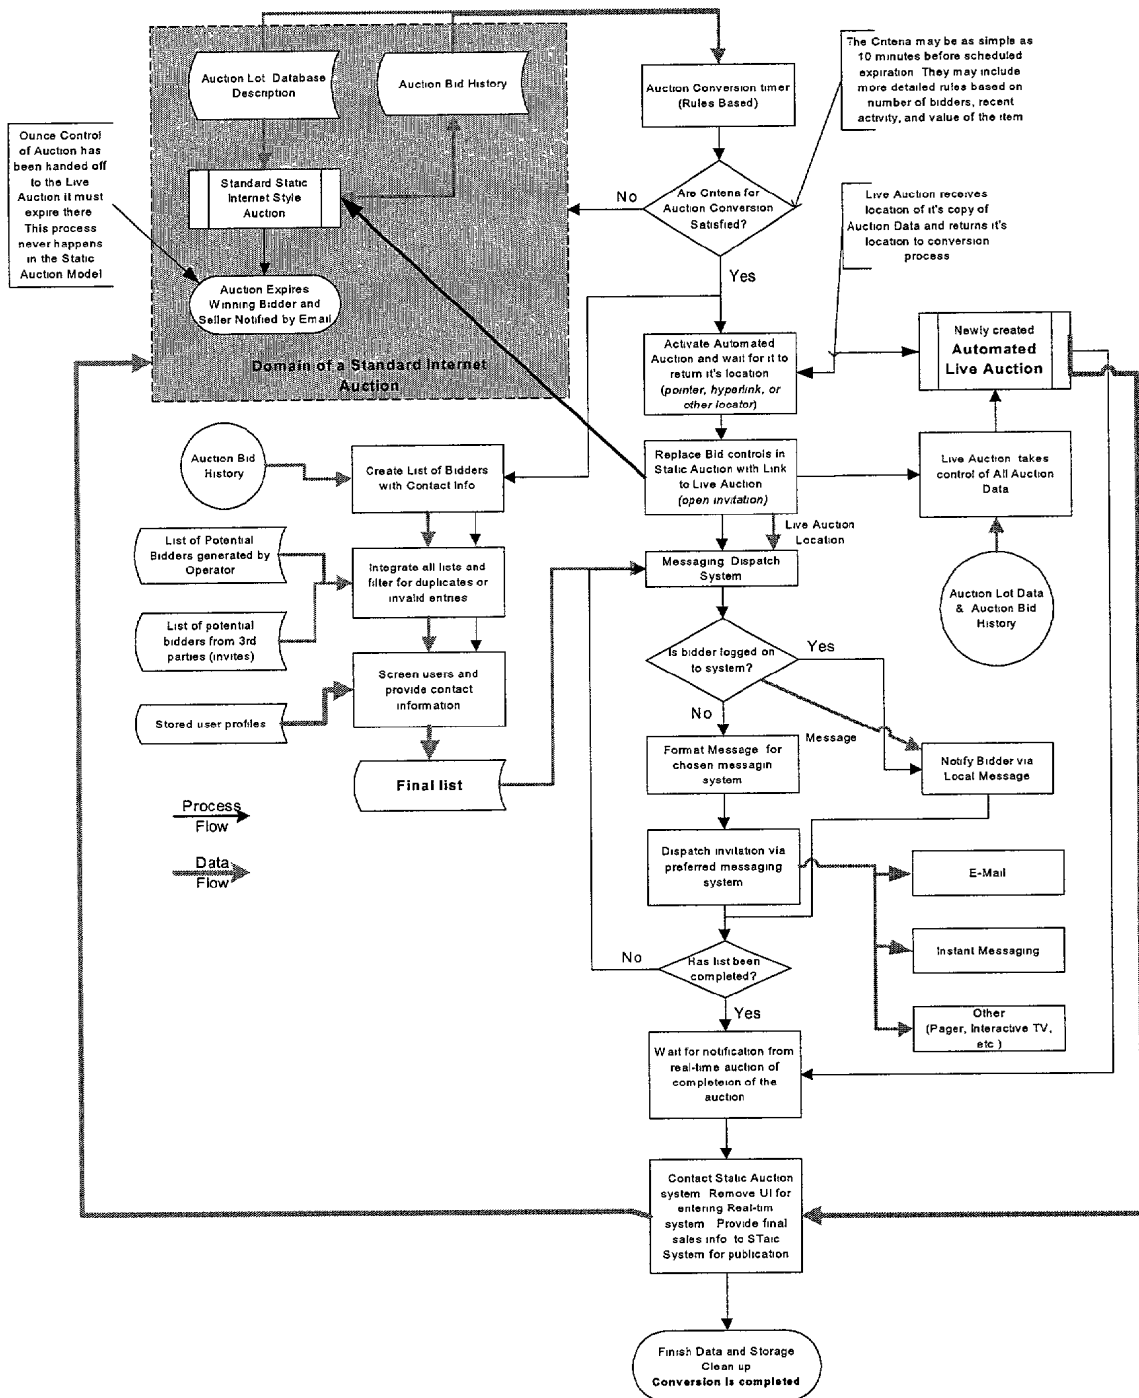 Auction Lot Database
Description
Auction Bid History
Auction Conversion timer
(Rules Based)
The Criteria may be as simple as
10 minutes before scheduled
expiration They may include
more detailed rules based on
number of bidders, recent
activity, and value of the item
Ounce Control
of Auction has
been handed off
to the Live
Auction it must
expire there
This process
never happens
in the Static
Auction Model
Standard Static
Internet Style
Auction
No
Are Criteria for
Auction Conversion
Satisfied?
Live Auction receives
location of it's copy of
Auction Data and returns it's
location to conversion
process
Yes
Auction Expires
Winning Bidder and
Seller Notified by Email
Domain of a Standard Internet
Auction
Activate Automated
Auction and wait for it to
return it's location
(pointer, hyperlink, or
other locator)
Newly created
Automated
Live Auction
Auction Bid
History
Create List of Bidders
with Contact Info
Replace Bid controls in
Static Auction with Link
to Live Auction
(open invitation)
Live Auction takes
control of All Auction
Data
Live Auction
Location
List of Potential
Bidders generated by
Operator
Integrate all lists and
filter for duplicates or
invalid entries
Messaging Dispatch
System
Auction Lot Data
& Auction Bid
History
List of potential
bidders from 3rd
parties (invites)
Is bidder logged on
to system?
Yes
Screen users and
provide contact
information
Stored user profiles
No
Message
Format Message for
chosen messagin
system
Notify Bidder via
Local Message
Final list
Process
Flow
Data
Flow
Dispatch invitation via
preferred messaging
system
E-Mail
No
Has list been
completed?
Instant Messaging
Yes
Other
(Pager, Interactive TV,
etc )
Wait for notification from
real-time auction of
completeion of the
auction
Contact Static Auction
system Remove UI for
entering Real-tim
system Provide final
sales info to STaic
System for publication
Finish Data and Storage
Clean up
Conversion is completed